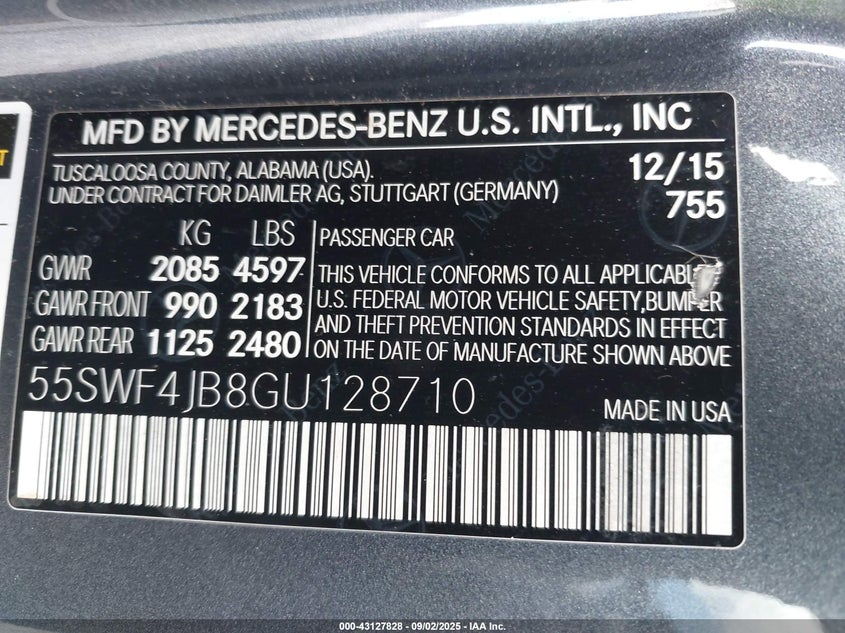 MFD BY MERCEDES-BENZ U.S. INTL., INC
TUSCALOOSA COUNTY, ALABAMA (USA). 12/15
UNDER CONTRACT FOR DAIMLER AG, STUTTGART (GERMANY) 755
KG LBS
GVWR 2085 4597
GAWR FRONT 990 2183
GAWR REAR 1125 2480
PASSENGER CAR
THIS VEHICLE CONFORMS TO ALL APPLICABLE
U.S. FEDERAL MOTOR VEHICLE SAFETY,BUMPER
AND THEFT PREVENTION STANDARDS IN EFFECT
ON THE DATE OF MANUFACTURE SHOWN ABOVE
55SWF4JB8GU128710
MADE IN USA
000-43127828 - 09/02/2025 - IAA Inc.